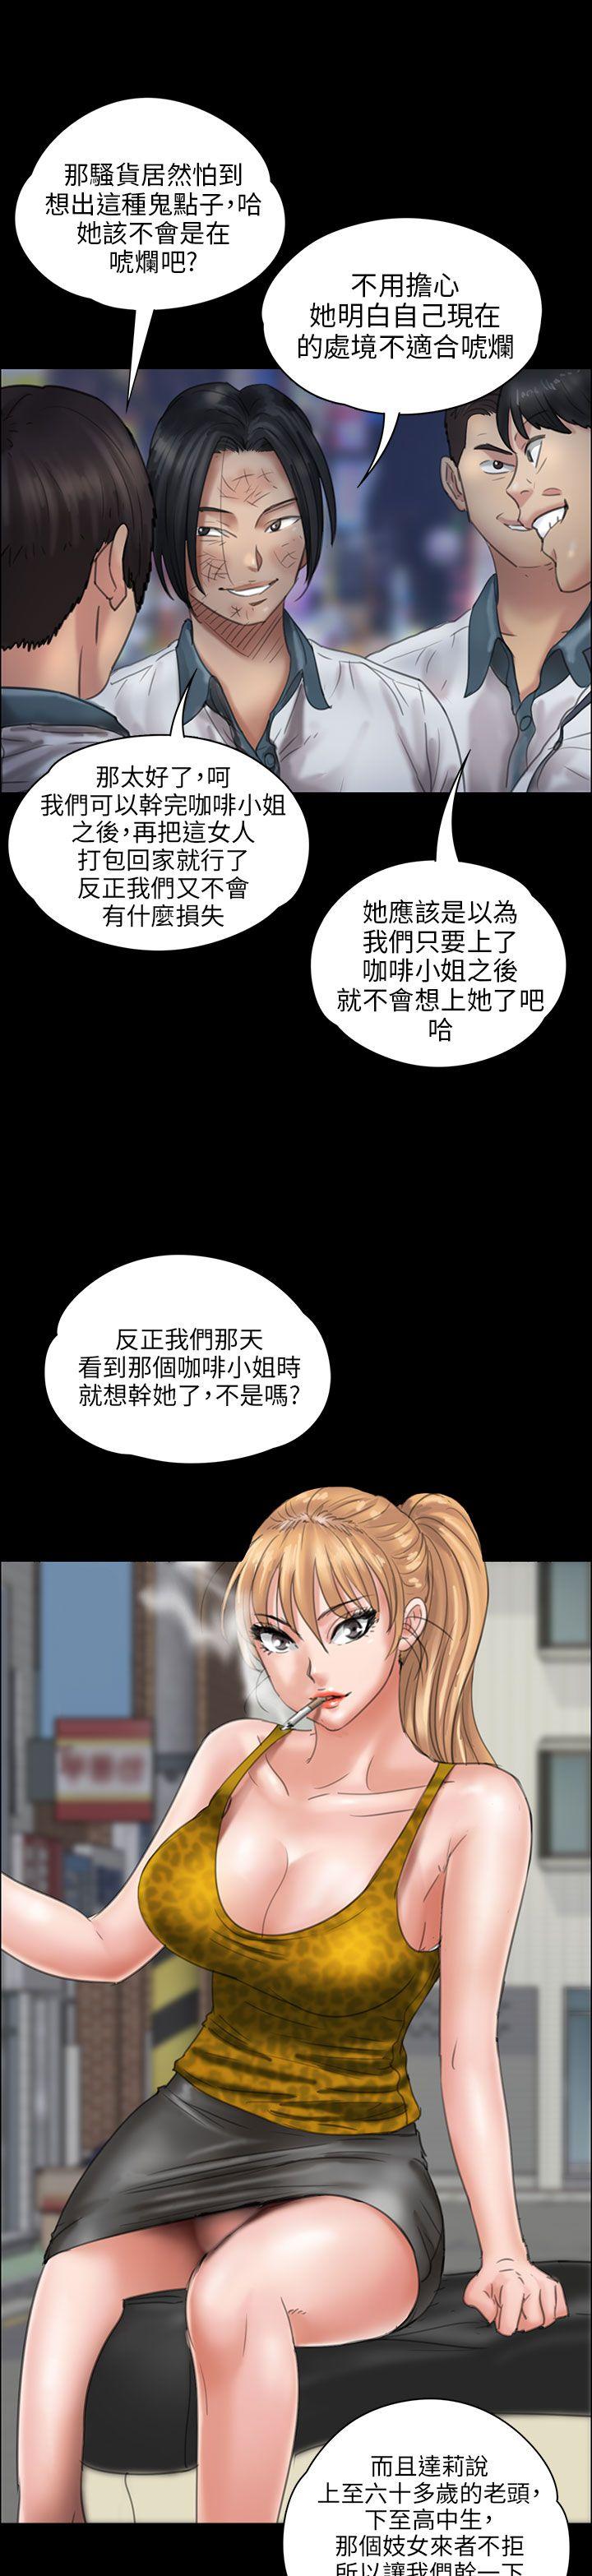 那騷貨居然怕到
想出這種鬼點子，哈
她該不會是在
唬爛吧?
不用擔心
她明白自己現在
的處境不適合唬爛
那太好了，呵
我們可以幹完咖啡小姐
之後，再把這女人
打包回家就行了
反正我們又不會
有什麼損失
她應該是以為
我們只要上了
咖啡小姐之後
就不會想上她了吧
哈
反正我們那天
看到那個咖啡小姐時
就想幹她了，不是嗎?
而且達莉說
上至六十多歲的老頭，
下至高中生，
那個妓女來者不拒
所以讓我們幹一下